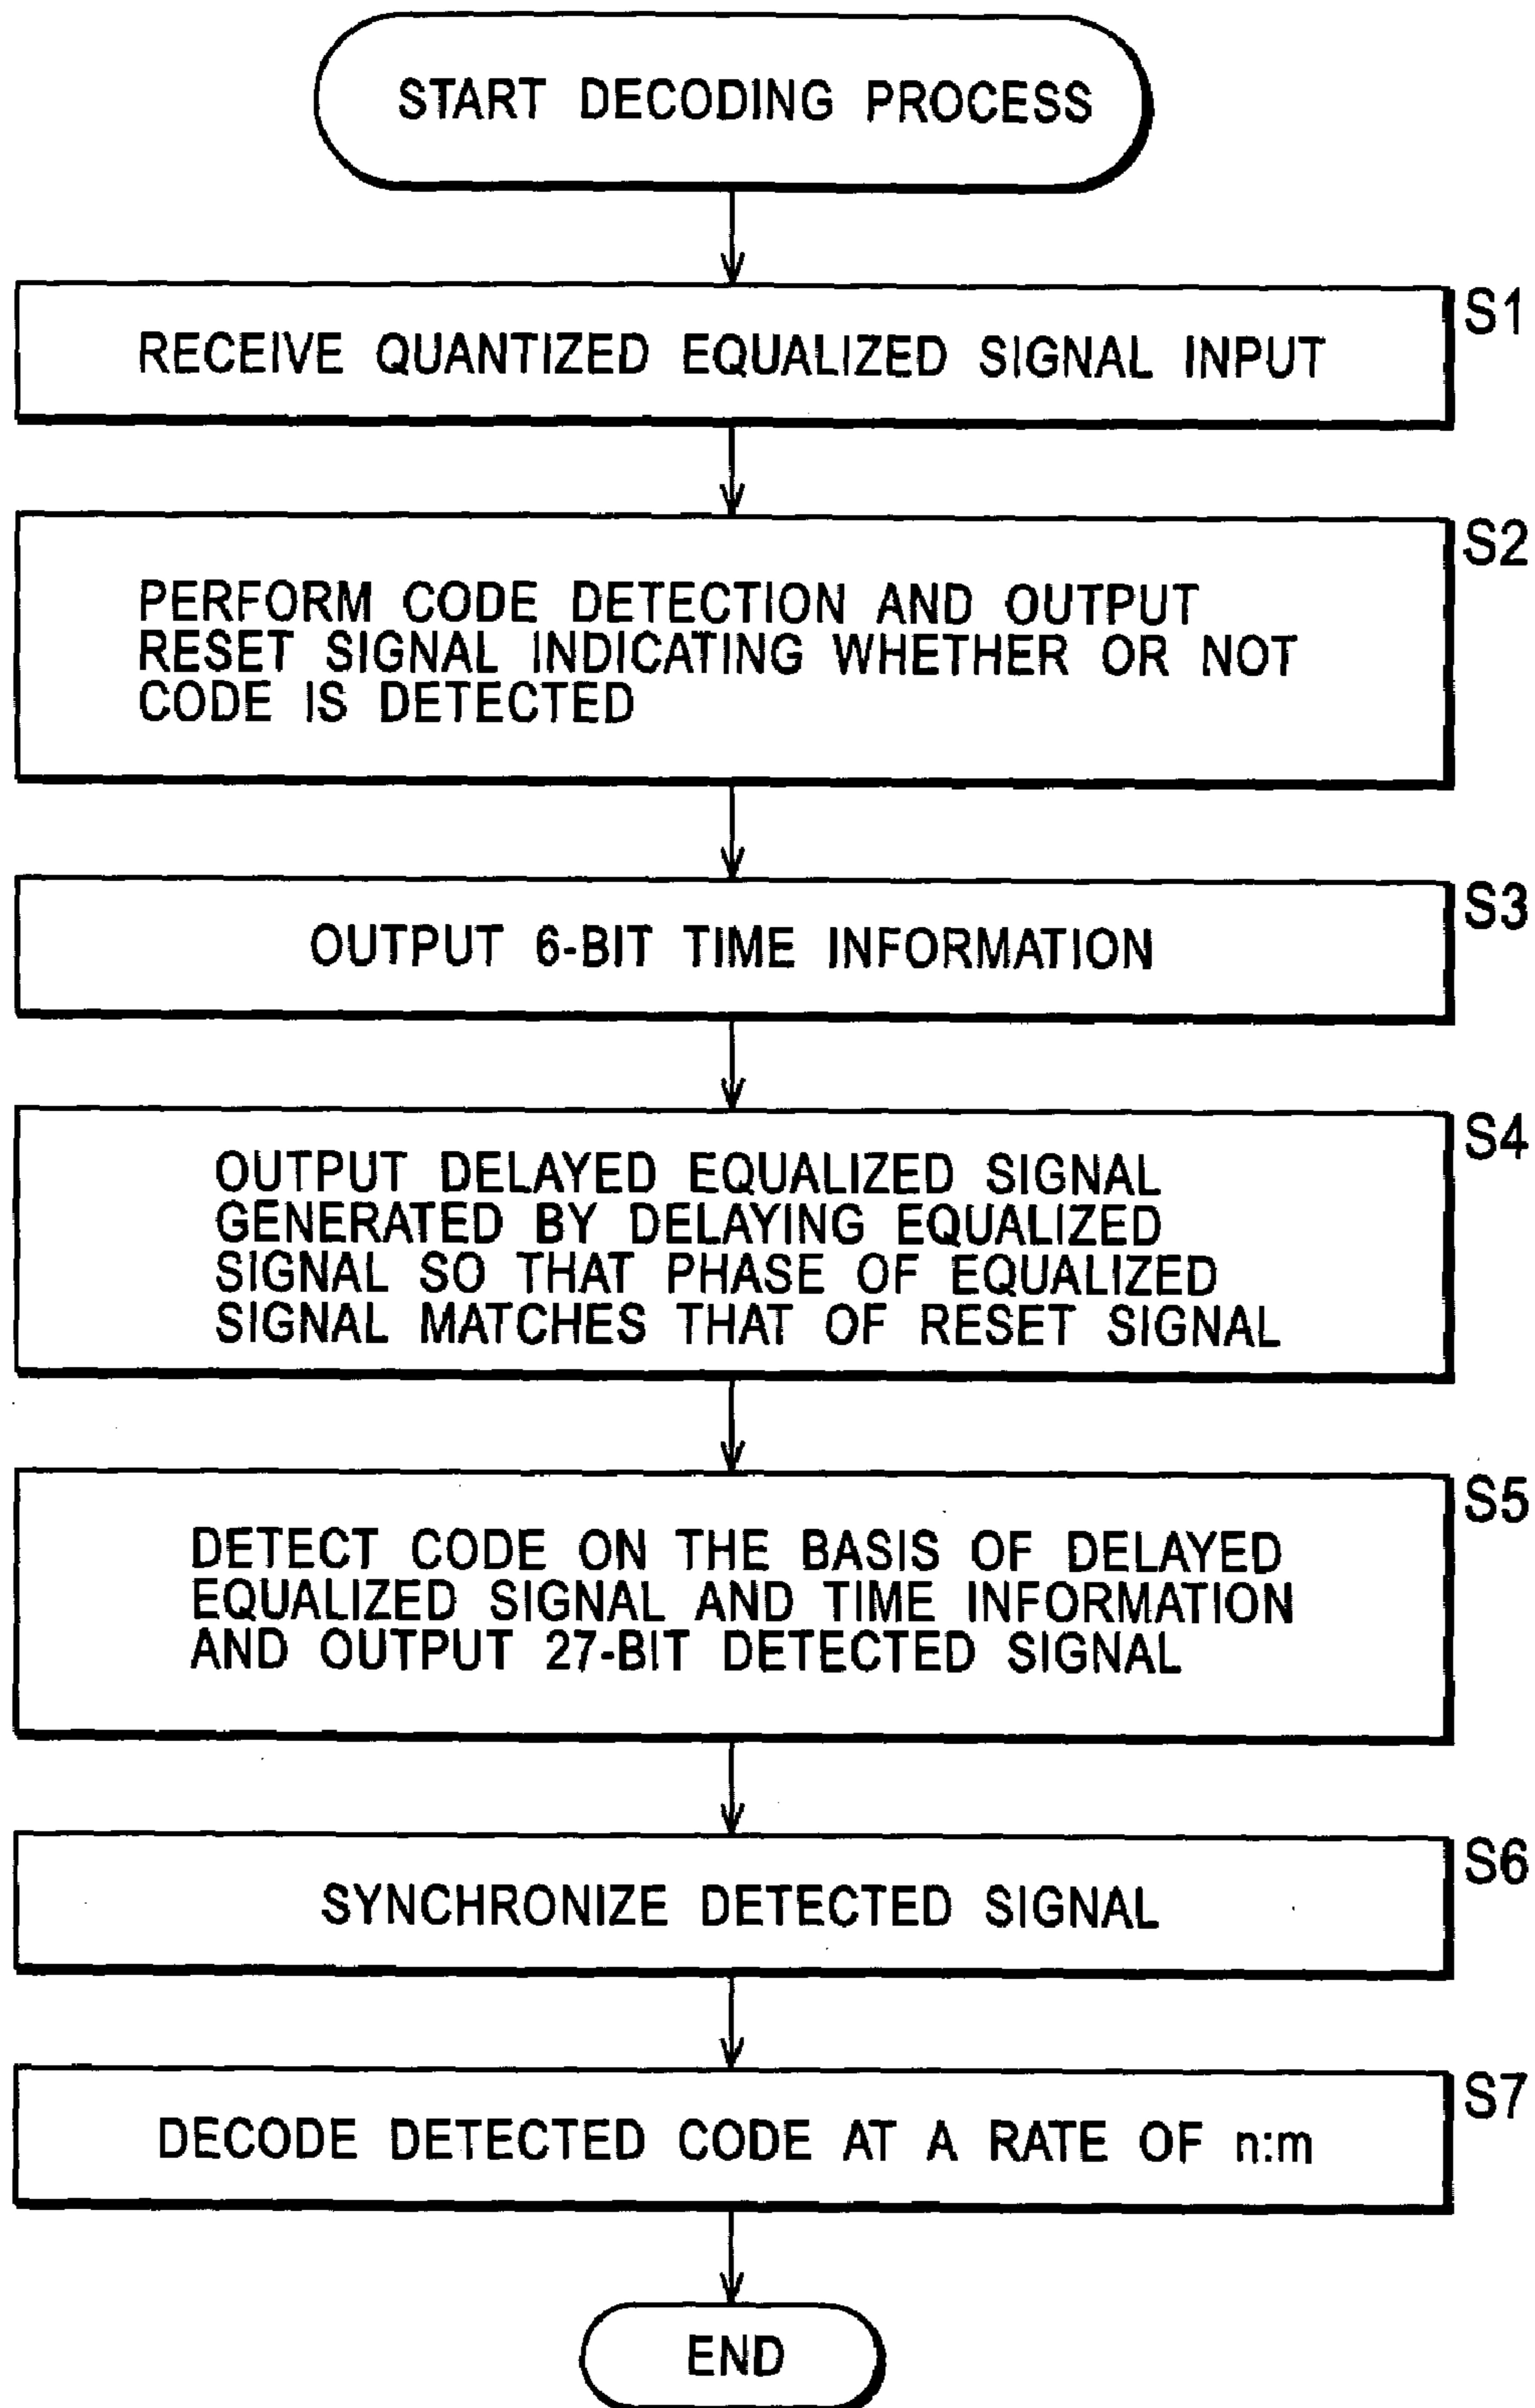 START DECODING PROCESS
S1
RECEIVE QUANTIZED EQUALIZED SIGNAL INPUT
S2
PERFORM CODE DETECTION AND OUTPUT
RESET SIGNAL INDICATING WHETHER OR NOT
CODE IS DETECTED
S3
OUTPUT 6-BIT TIME INFORMATION
S4
OUTPUT DELAYED EQUALIZED SIGNAL
GENERATED BY DELAYING EQUALIZED
SIGNAL SO THAT PHASE OF EQUALIZED
SIGNAL MATCHES THAT OF RESET SIGNAL
S5
DETECT CODE ON THE BASIS OF DELAYED
EQUALIZED SIGNAL AND TIME INFORMATION
AND OUTPUT 27-BIT DETECTED SIGNAL
S6
SYNCHRONIZE DETECTED SIGNAL
S7
DECODE DETECTED CODE AT A RATE OF n:m
END